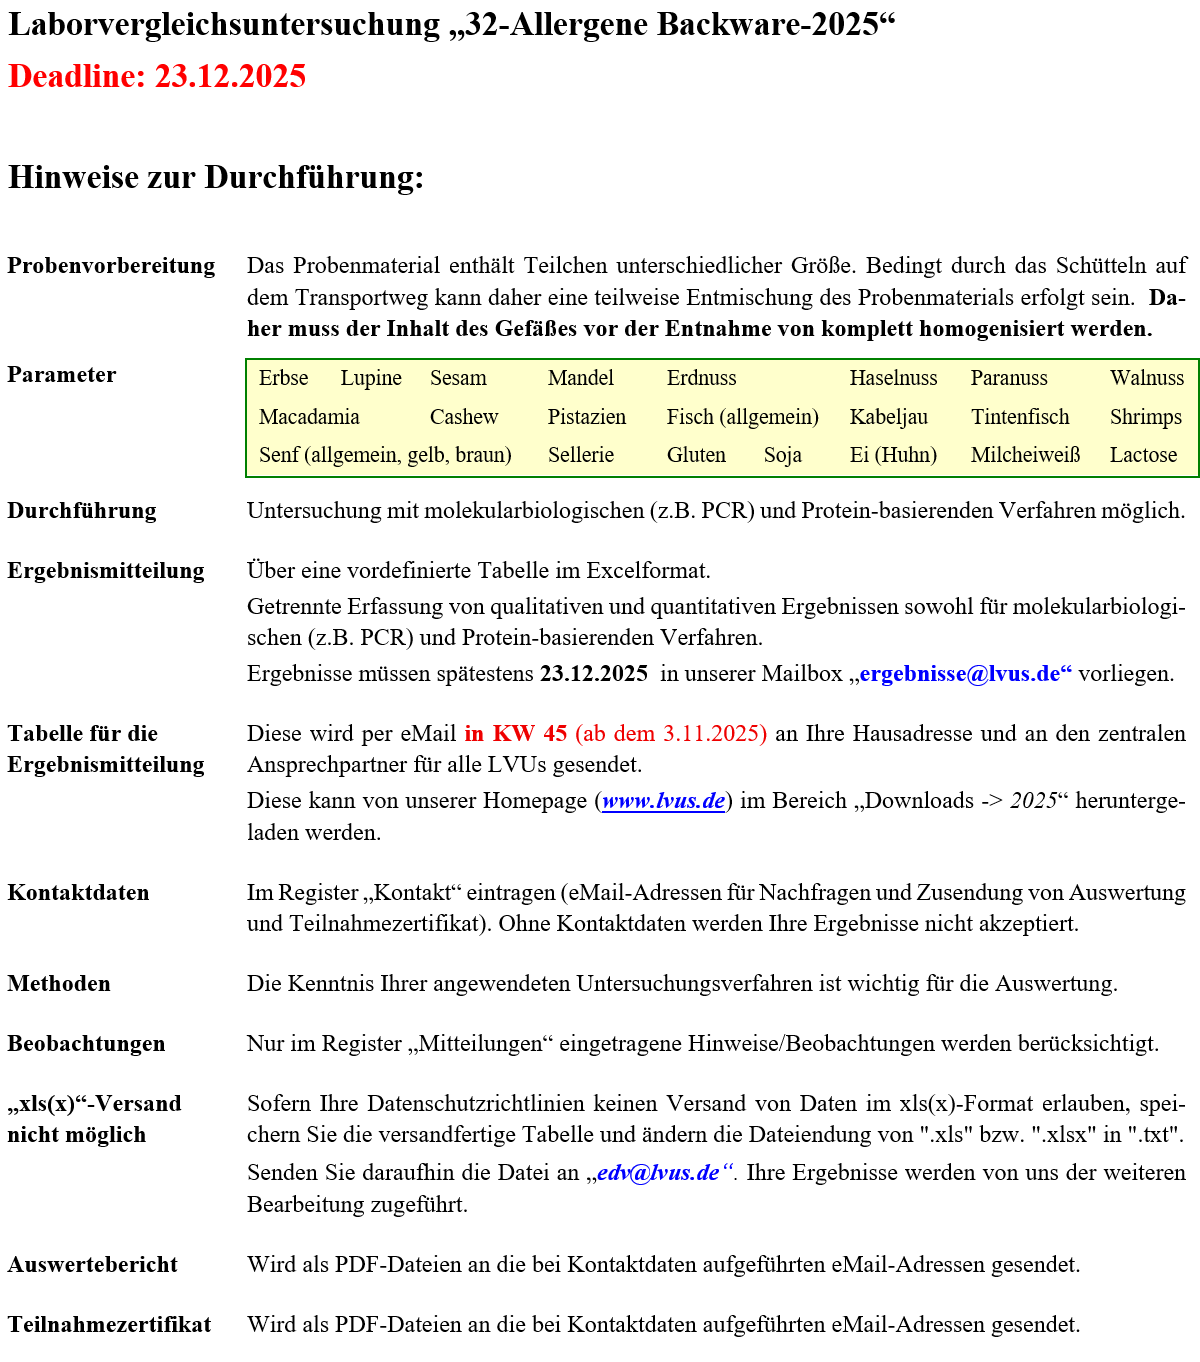 Laborvergleichsuntersuchung „32-Allergene Backware-2025“
Deadline: 23.12.2025
Hinweise zur Durchführung:
Probenvorbereitung Das Probenmaterial enthält Teilchen unterschiedlicher Größe. Bedingt durch das Schütteln auf
dem Transportweg kann daher eine teilweise Entmischung des Probenmaterials erfolgt sein. Da-
her muss der Inhalt des Gefäßes vor der Entnahme von komplett homogenisiert werden.
Parameter Erbse Lupine Sesam Mandel Erdnuss Haselnuss Paranuss Walnuss
Macadamia Cashew Pistazien Fisch (allgemein) Kabeljau Tintenfisch Shrimps
Senf (allgemein, gelb, braun) Sellerie Gluten Soja Ei (Huhn) Milcheiweiß Lactose
Durchführung Untersuchung mit molekularbiologischen (z.B. PCR) und Protein-basierenden Verfahren möglich.
Ergebnismitteilung Über eine vordefinierte Tabelle im Excelformat.
Getrennte Erfassung von qualitativen und quantitativen Ergebnissen sowohl für molekularbiologi-
schen (z.B. PCR) und Protein-basierenden Verfahren.
Ergebnisse müssen spätestens 23.12.2025 in unserer Mailbox „ergebnisse@lvus.de“ vorliegen.
Tabelle für die Diese wird per eMail in KW 45 (ab dem 3.11.2025) an Ihre Hausadresse und an den zentralen
Ergebnismitteilung Ansprechpartner für alle LVUs gesendet.
Diese kann von unserer Homepage (www.lvus.de) im Bereich „Downloads -> 2025“ herunterge-
laden werden.
Kontaktdaten Im Register „Kontakt“ eintragen (eMail-Adressen für Nachfragen und Zusendung von Auswertung
und Teilnahmezertifikat). Ohne Kontaktdaten werden Ihre Ergebnisse nicht akzeptiert.
Methoden Die Kenntnis Ihrer angewendeten Untersuchungsverfahren ist wichtig für die Auswertung.
Beobachtungen Nur im Register „Mitteilungen“ eingetragene Hinweise/Beobachtungen werden berücksichtigt.
„xls(x)“-Versand Sofern Ihre Datenschutzrichtlinien keinen Versand von Daten im xls(x)-Format erlauben, spei-
nicht möglich chern Sie die versandfertige Tabelle und ändern die Dateiendung von ".xls" bzw. ".xlsx" in ".txt".
Senden Sie daraufhin die Datei an „edv@lvus.de“. Ihre Ergebnisse werden von uns der weiteren
Bearbeitung zugeführt.
Auswertebericht Wird als PDF-Dateien an die bei Kontaktdaten aufgeführten eMail-Adressen gesendet.
Teilnahmezertifikat Wird als PDF-Dateien an die bei Kontaktdaten aufgeführten eMail-Adressen gesendet.